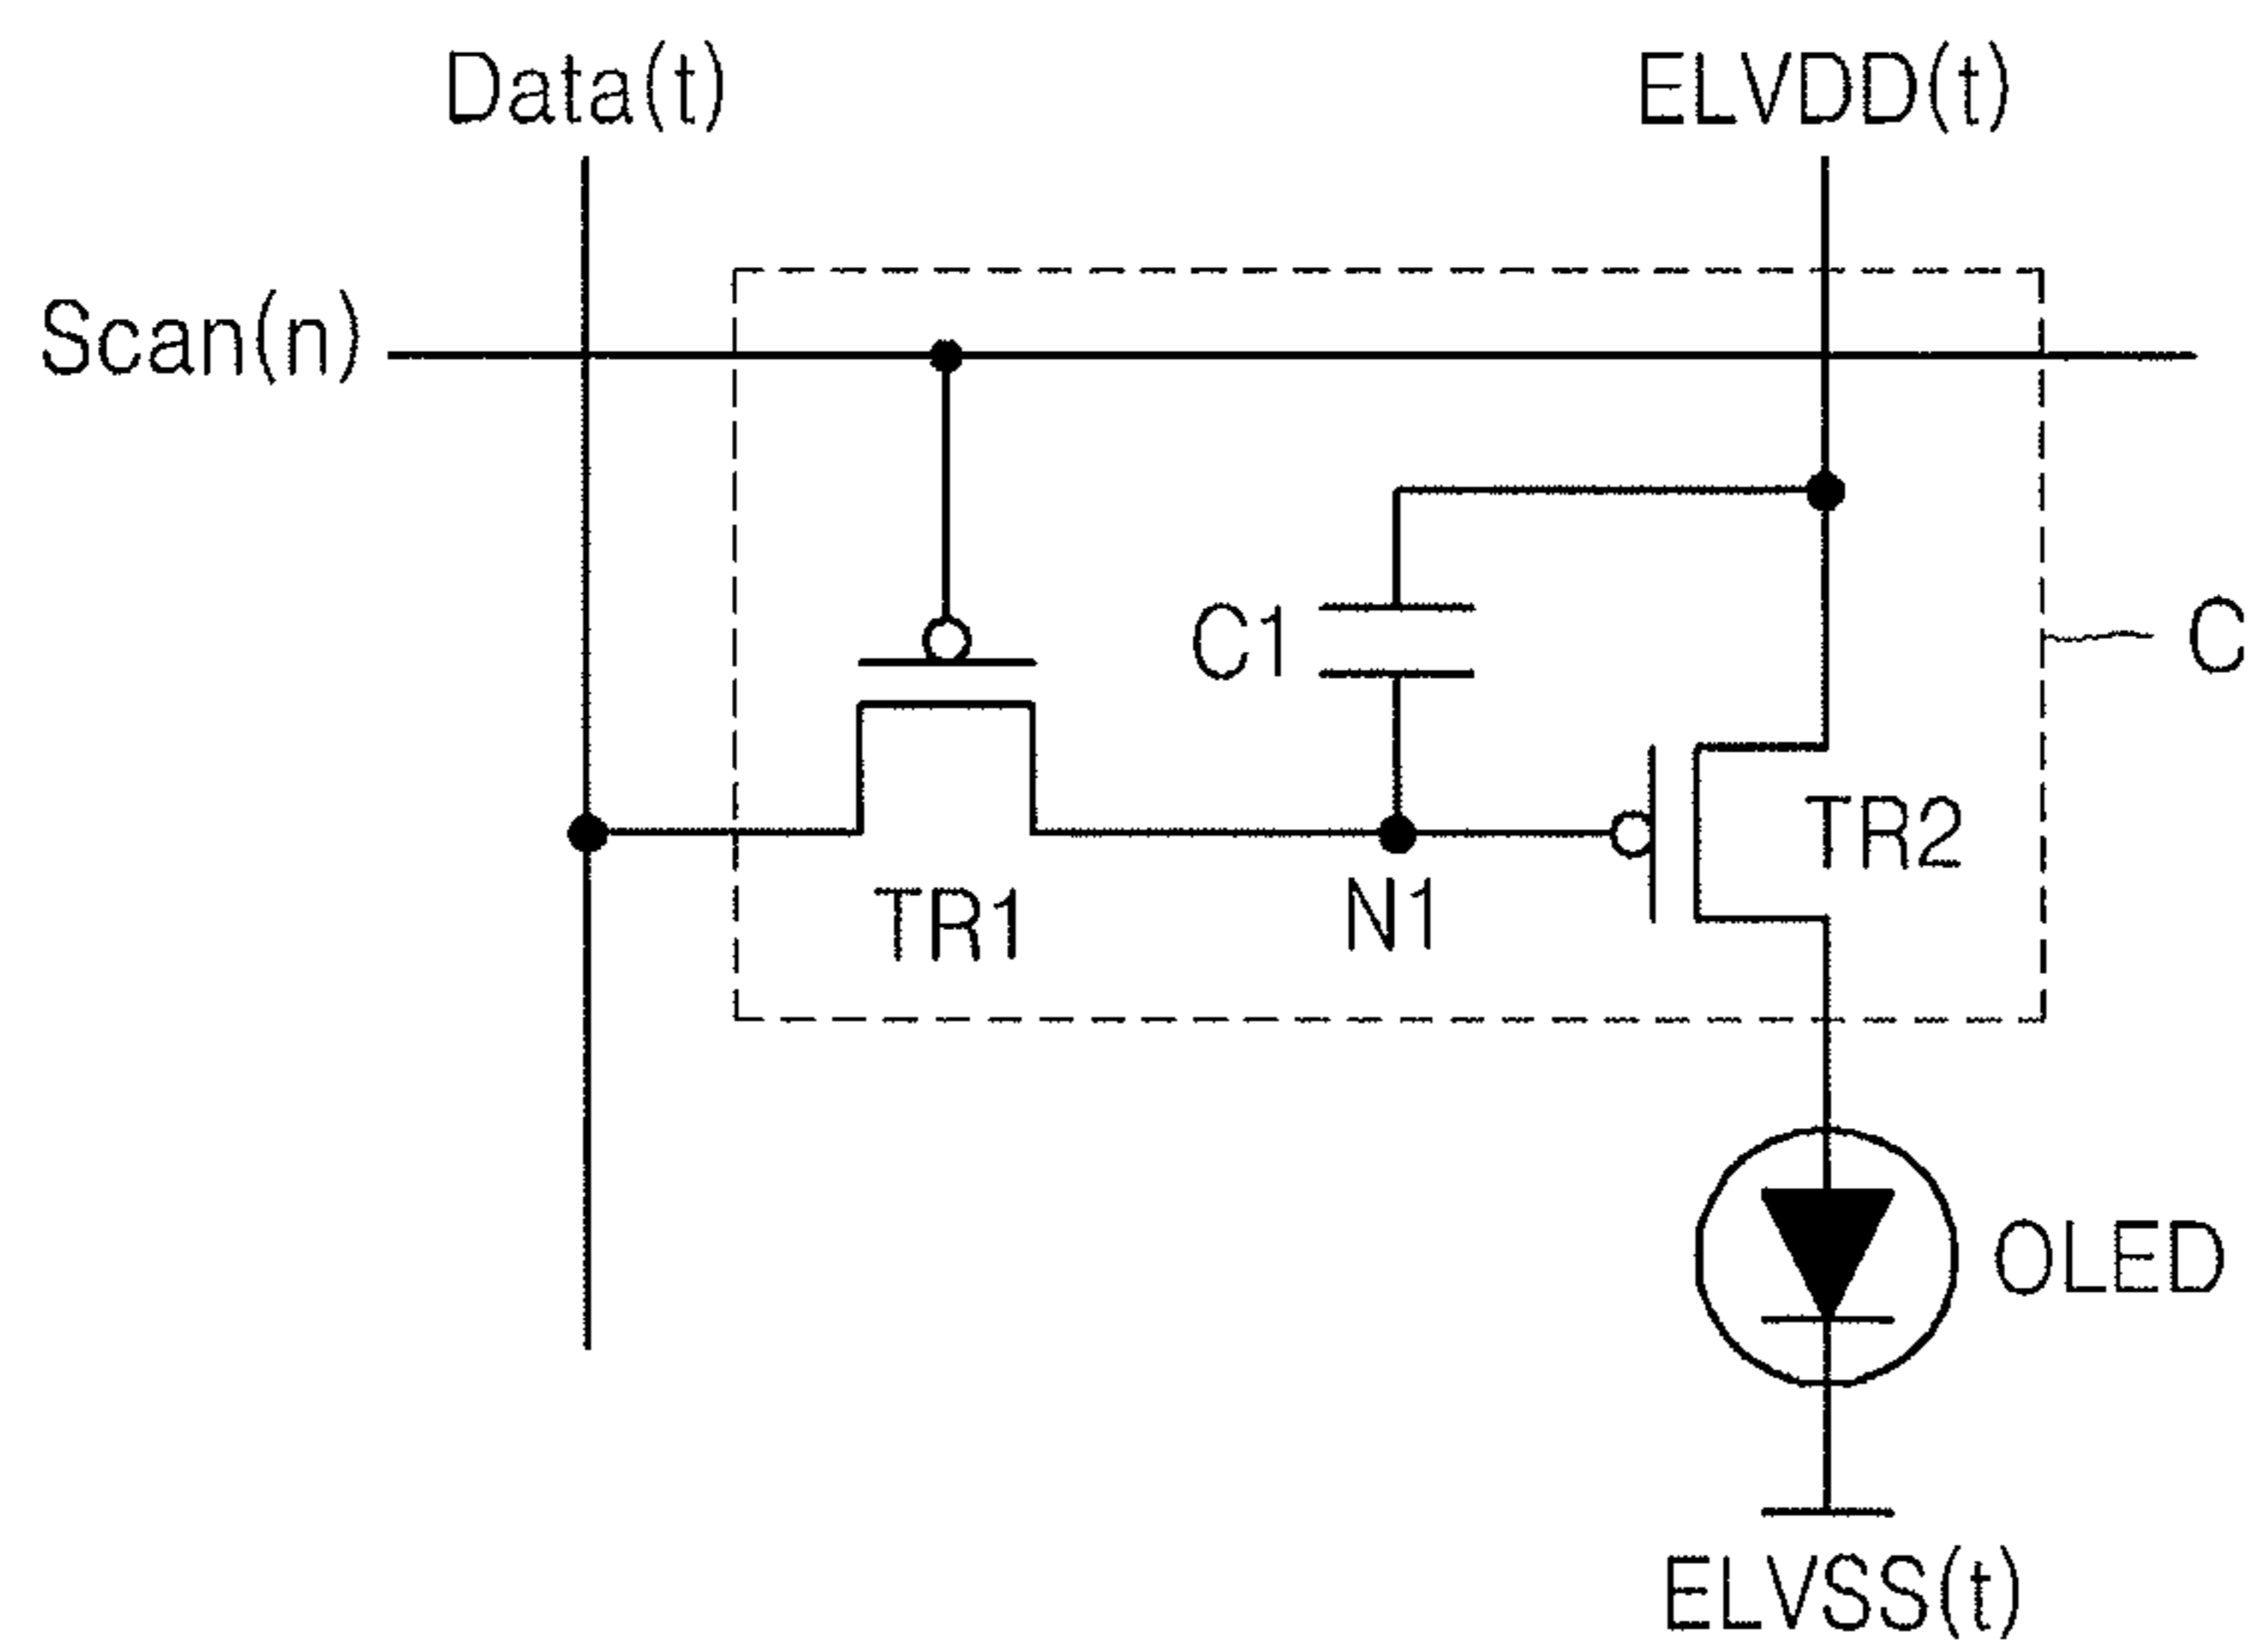 Data(t)
ELVDD(t)
Scan(n)
C1
C
TR2
TR1
N1
OLED
ELVSS(t)